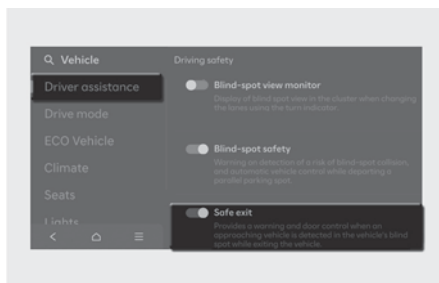 Vehicle
Driving safety
Driver assistance
Blind-spot view monitor
Display of blind spot view in the cluster when changing
the lanes using the turn indicator.
Drive mode
ECO Vehicle
Blind-spot safety
Warning on detection of a risk of blind-spot collision,
and automatic vehicle control while departing a
parallel parking spot.
Climate
Seats
Lights
Safe exit
Provides a warning and door control when an
approaching vehicle is detected in the vehicle's blind
spot while exiting the vehicle.